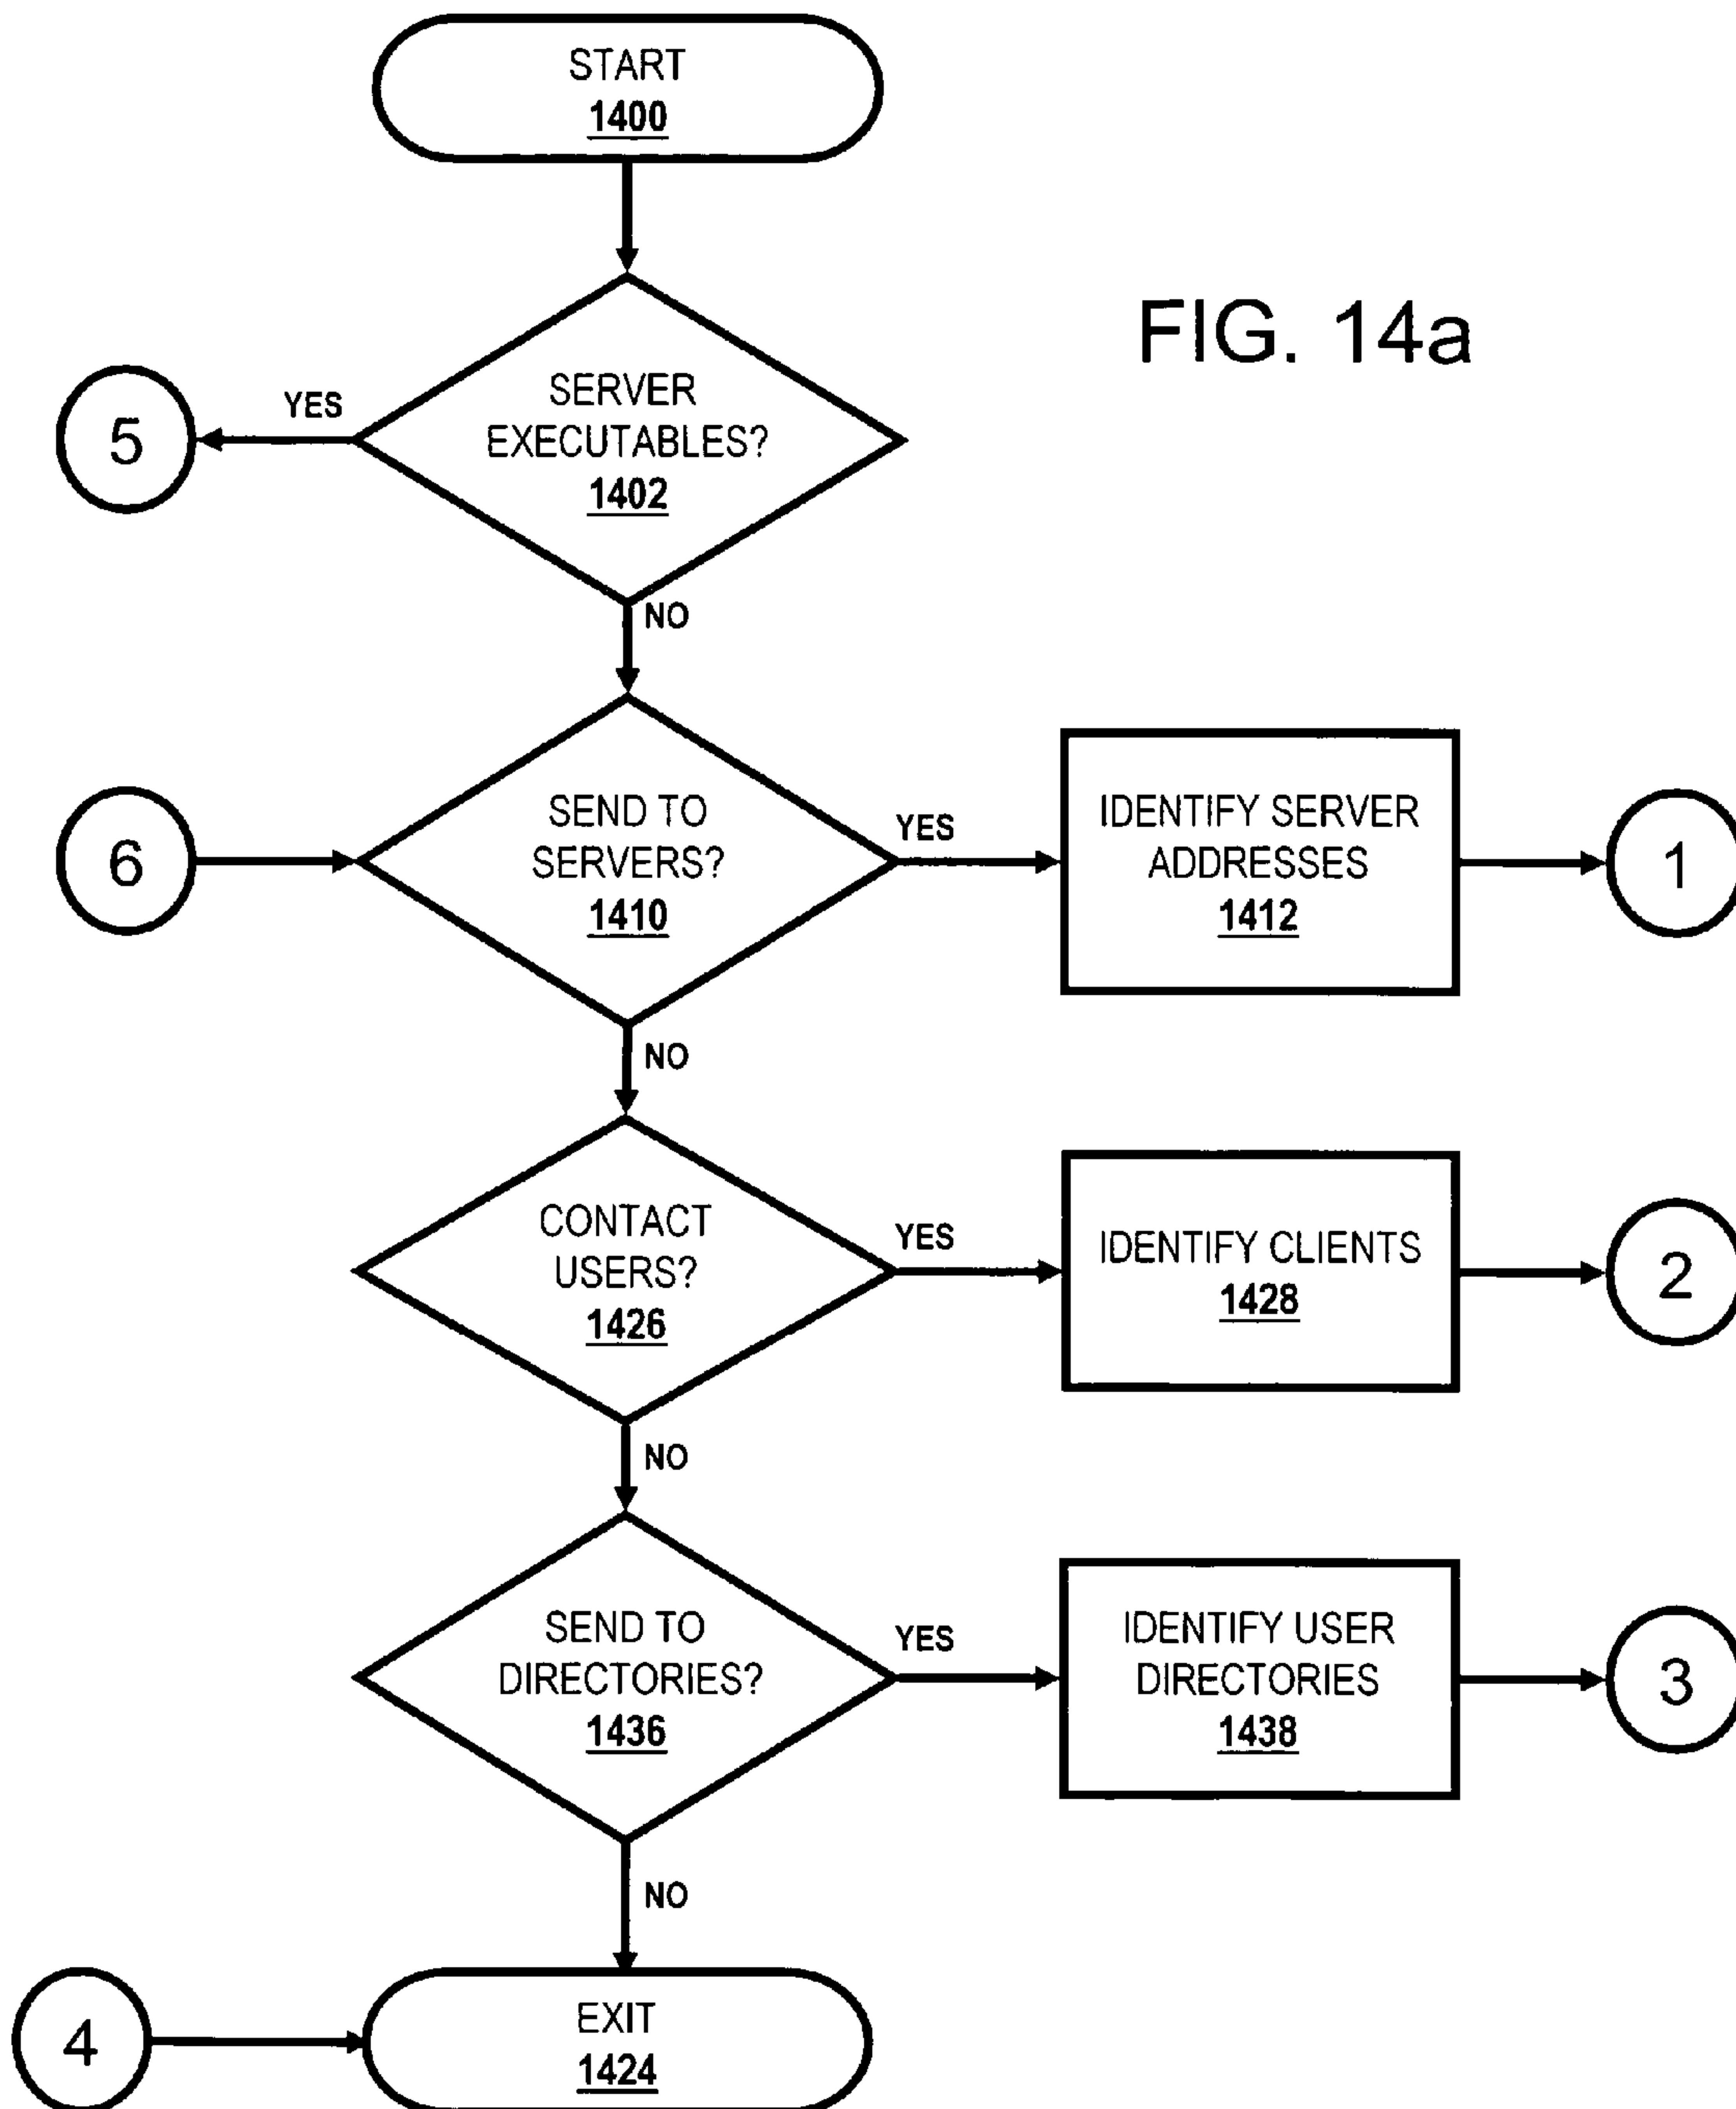 START
1400
FIG. 14a
SERVER
EXECUTABLES?
1402
YES
5
NO
6
SEND TO
SERVERS?
1410
YES
IDENTIFY SERVER
ADDRESSES
1412
1
NO
CONTACT
USERS?
1426
YES
IDENTIFY CLIENTS
1428
2
NO
SEND TO
DIRECTORIES?
1436
YES
IDENTIFY USER
DIRECTORIES
1438
3
NO
4
EXIT
1424